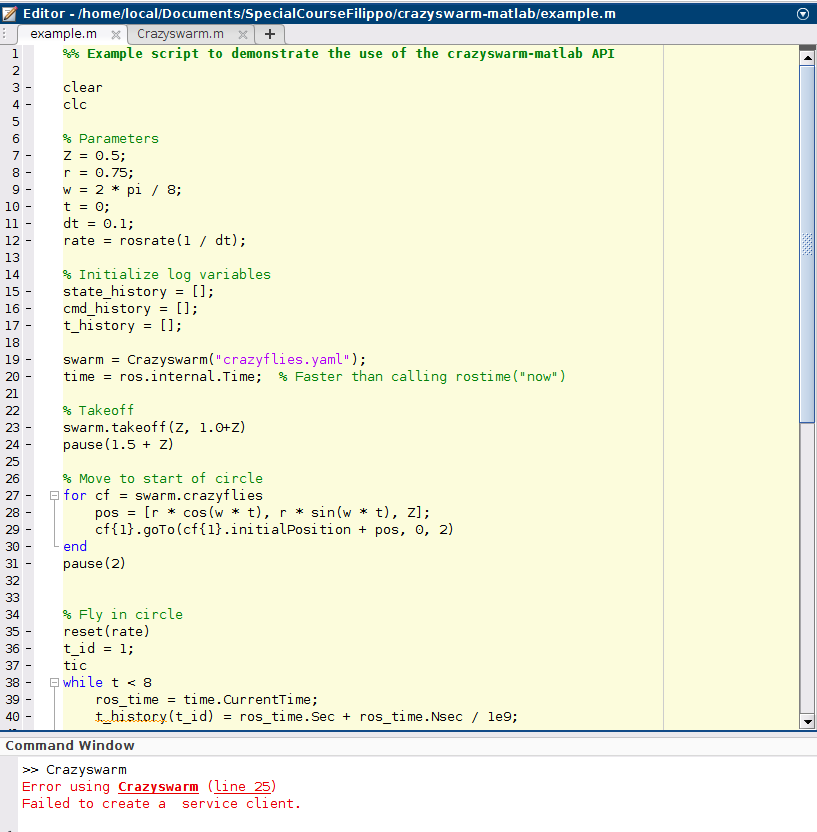 Editor - /home/local/Documents/SpecialCourseFilippo/crazyswarm-matlab/example.m
example.m × Crazyswarm.m × +
1 %% Example script to demonstrate the use of the crazyswarm-matlab API
2
3 - clear
4 - clc
5
6 % Parameters
7 - Z = 0.5;
8 - r = 0.75;
9 - w = 2 * pi / 8;
10 - t = 0;
11 - dt = 0.1;
12 - rate = rosrate(1 / dt);
13
14 % Initialize log variables
15 - state_history = [];
16 - cmd_history = [];
17 - t_history = [];
18
19 - swarm = Crazyswarm("crazyflies.yaml");
20 - time = ros.internal.Time;  % Faster than calling rostime("now")
21
22 % Takeoff
23 - swarm.takeoff(Z, 1.0+Z)
24 - pause(1.5 + Z)
25
26 % Move to start of circle
27 - for cf = swarm.crazyflies
28 - pos = [r * cos(w * t), r * sin(w * t), Z];
29 - cf{1}.goTo(cf{1}.initialPosition + pos, 0, 2)
30 - end
31 - pause(2)
32
33
34 % Fly in circle
35 - reset(rate)
36 - t_id = 1;
37 - tic
38 - while t < 8
39 - ros_time = time.CurrentTime;
40 - t_history(t_id) = ros_time.Sec + ros_time.Nsec / 1e9;
Command Window
>> Crazyswarm
Error using Crazyswarm (line 25)
Failed to create a  service client.